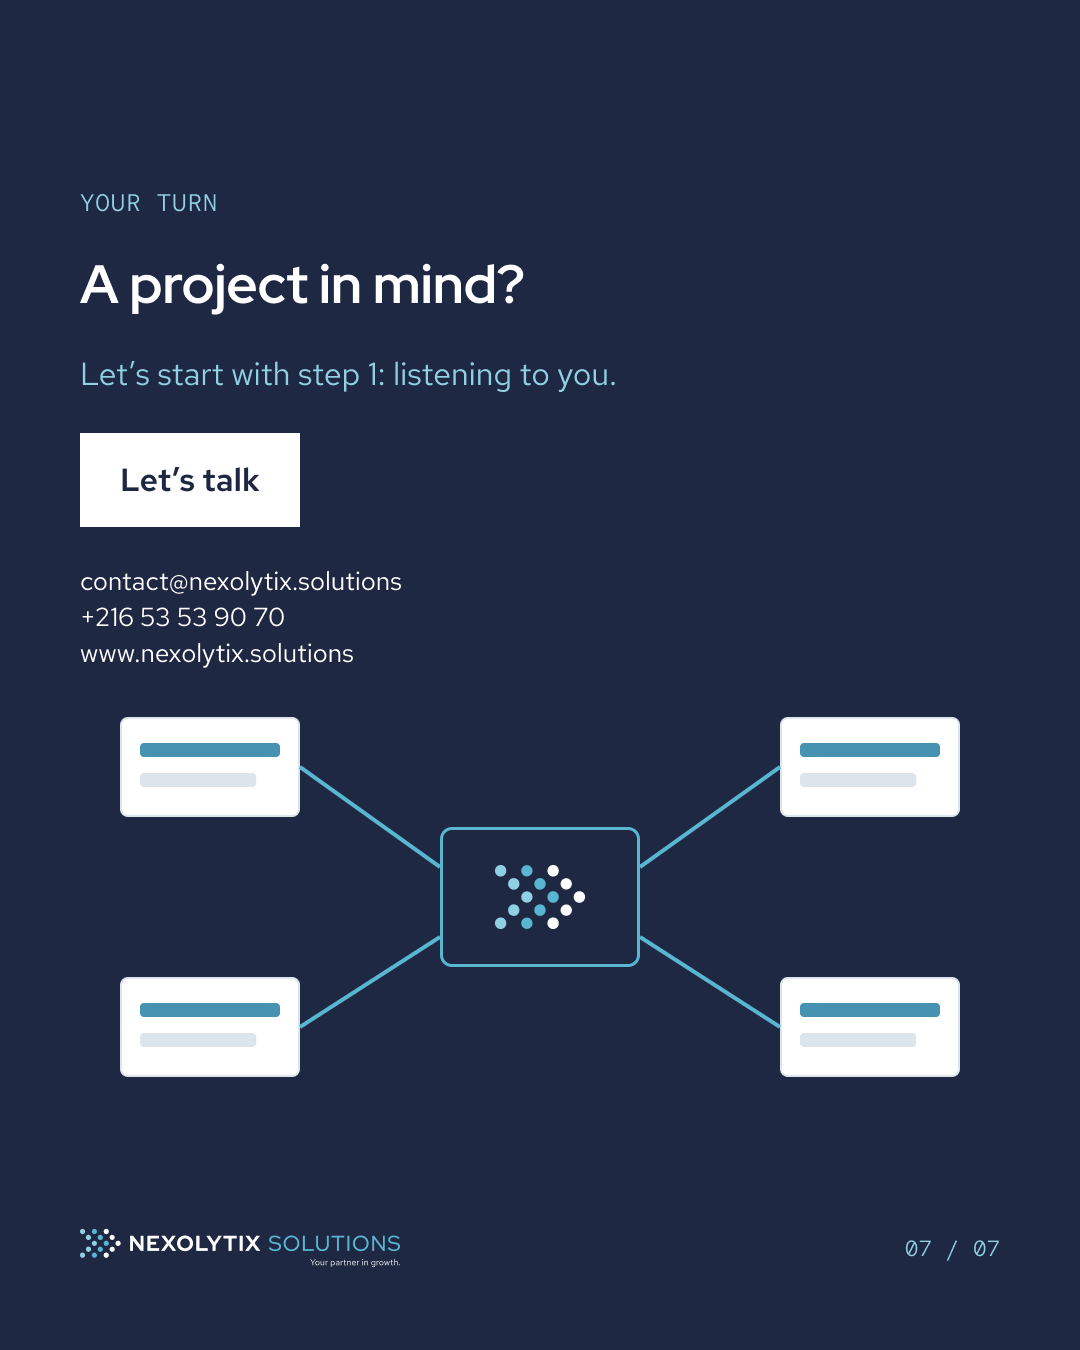 YOUR TURN
A project in mind?
Let’s start with step 1: listening to you.
Let’s talk
contact@nexolytix.solutions
+216 53 53 90 70
www.nexolytix.solutions
NEXOLYTIX SOLUTIONS
Your partner in growth.
07 / 07